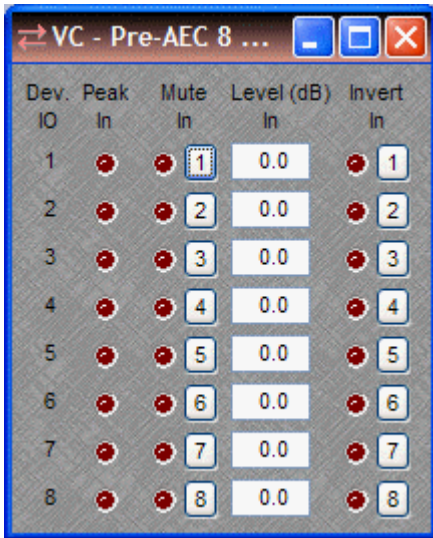 VC - Pre-AEC 8 ...
Dev. Peak Mute Level (dB) Invert
IO In In In In
1 1 0.0 1
2 2 0.0 2
3 3 0.0 3
4 4 0.0 4
5 5 0.0 5
6 6 0.0 6
7 7 0.0 7
8 8 0.0 8